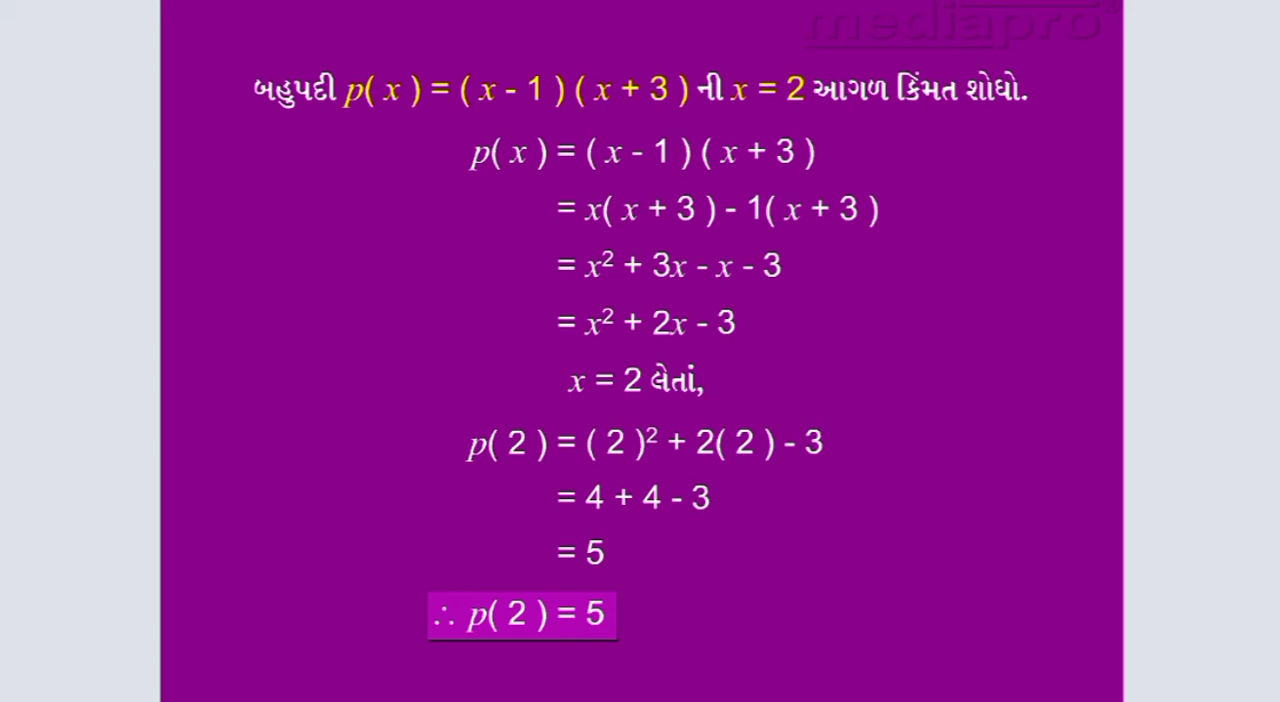 mediapro
બહુપદી p( x ) = ( x - 1 ) ( x + 3 ) ની x = 2 આગળ કિંમત શોધો.
p( x ) = ( x - 1 ) ( x + 3 )
= x( x + 3 ) - 1( x + 3 )
= x² + 3x - x - 3
= x² + 2x - 3
x = 2 લેતાં,
p( 2 ) = ( 2 )² + 2( 2 ) - 3
= 4 + 4 - 3
= 5
∴ p( 2 ) = 5